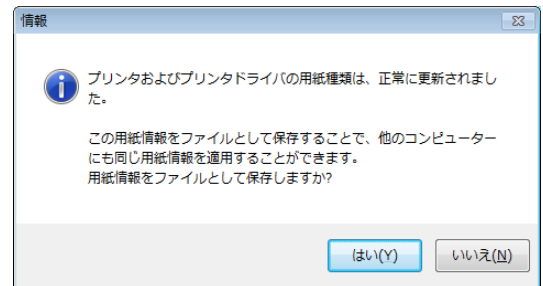 情報
プリンタおよびプリンタドライバの用紙種類は、正常に更新されまし
た。
この用紙情報をファイルとして保存することで、他のコンピューター
にも同じ用紙情報を適用することができます。
用紙情報をファイルとして保存しますか?
はい(Y)
いいえ(N)